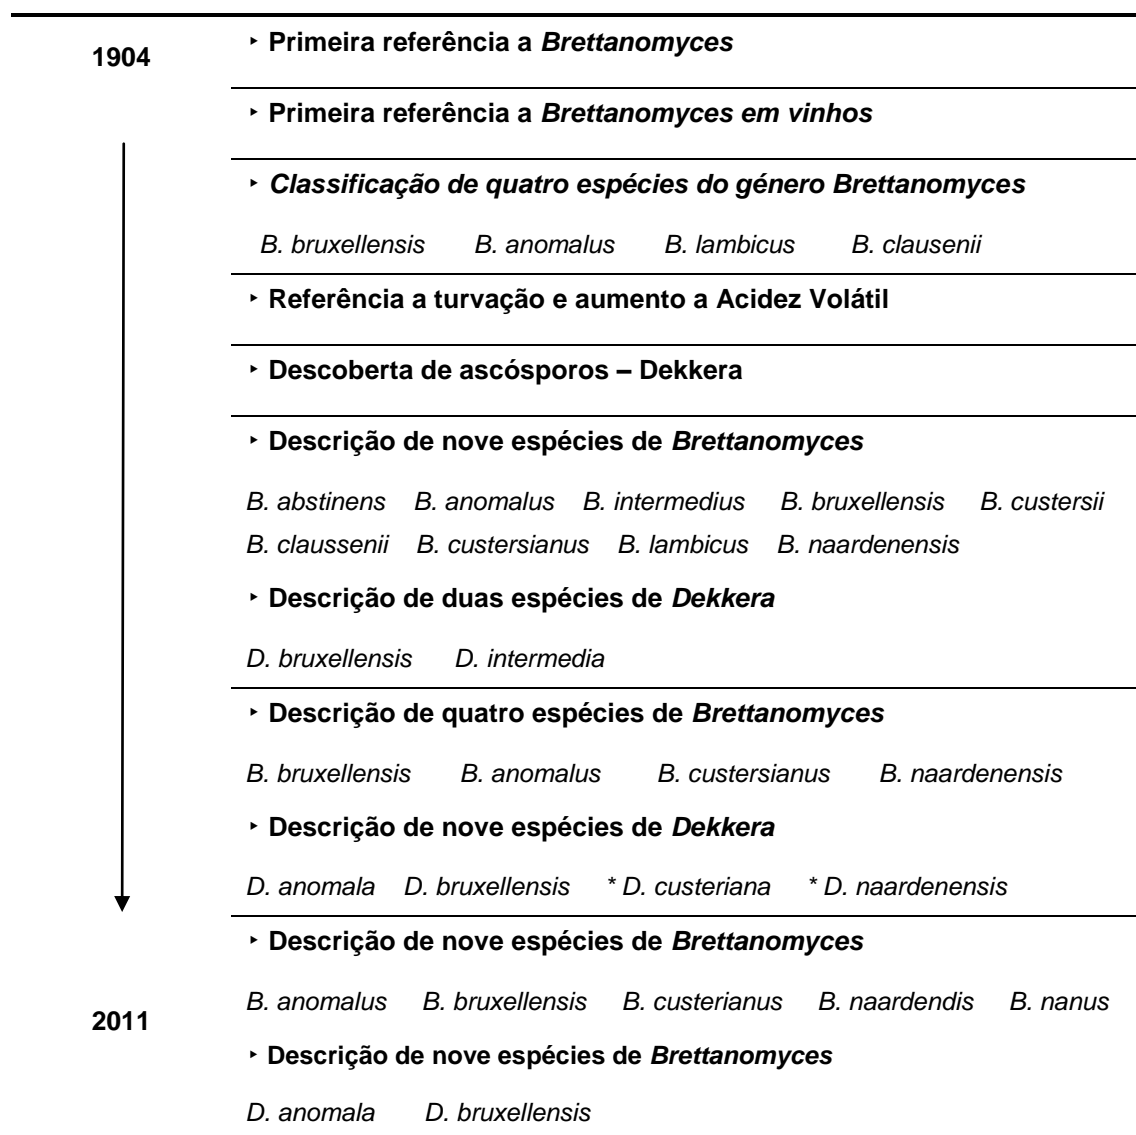 1904
‣ Primeira referência a Brettanomyces
‣ Primeira referência a Brettanomyces em vinhos
‣ Classificação de quatro espécies do género Brettanomyces
B. bruxellensis B. anomalus B. lambicus B. clausenii
‣ Referência a turvação e aumento a Acidez Volátil
‣ Descoberta de ascósporos – Dekkera
‣ Descrição de nove espécies de Brettanomyces
B. abstinens B. anomalus B. intermedius B. bruxellensis B. custersii
B. claussenii B. custersianus B. lambicus B. naardenensis
‣ Descrição de duas espécies de Dekkera
D. bruxellensis D. intermedia
‣ Descrição de quatro espécies de Brettanomyces
B. bruxellensis B. anomalus B. custersianus B. naardenensis
‣ Descrição de nove espécies de Dekkera
D. anomala D. bruxellensis * D. custeriana * D. naardenensis
‣ Descrição de nove espécies de Brettanomyces
B. anomalus B. bruxellensis B. custerianus B. naardendis B. nanus
2011
‣ Descrição de nove espécies de Brettanomyces
D. anomala D. bruxellensis